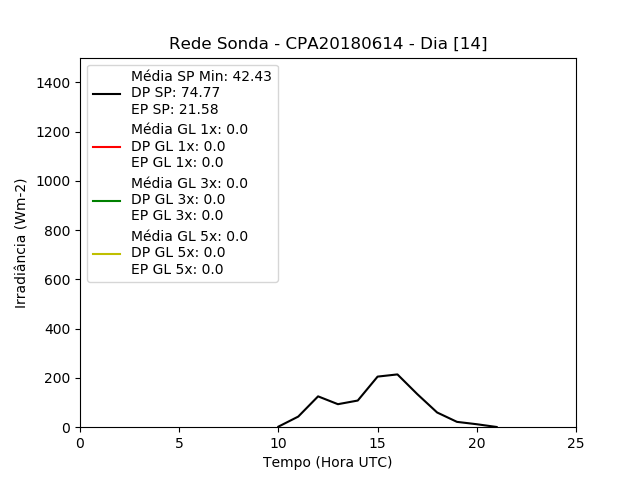 Rede Sonda - CPA20180614 - Dia [14]
Média SP Min: 42.43
DP SP: 74.77
EP SP: 21.58
Média GL 1x: 0.0
DP GL 1x: 0.0
EP GL 1x: 0.0
Média GL 3x: 0.0
DP GL 3x: 0.0
EP GL 3x: 0.0
Média GL 5x: 0.0
DP GL 5x: 0.0
EP GL 5x: 0.0
Irradiância (Wm-2)
1400
1200
1000
800
600
400
200
0
0 5 10 15 20 25
Tempo (Hora UTC)